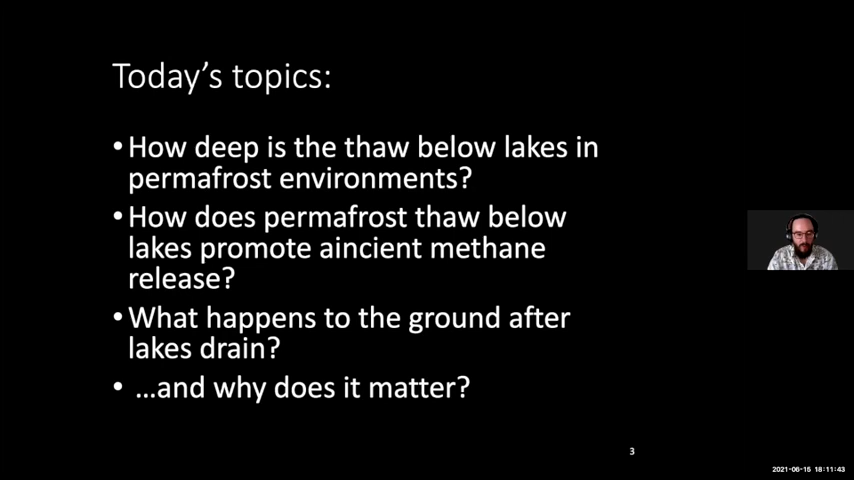 Today's topics:
•How deep is the thaw below lakes in
permafrost environments?
•How does permafrost thaw below
lakes promote aincient methane
release?
•What happens to the ground after
lakes drain?
• ...and why does it matter?
3
2021-06-15 18:11:43